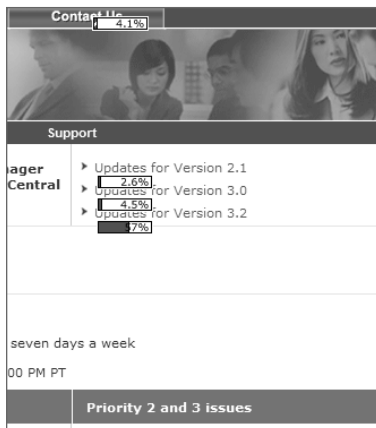 Contact Us
4.1%
Support
ager
Central
Updates for Version 2.1
2.6%
Updates for Version 3.0
4.5%
Updates for Version 3.2
57%
seven days a week
00 PM PT
Priority 2 and 3 issues